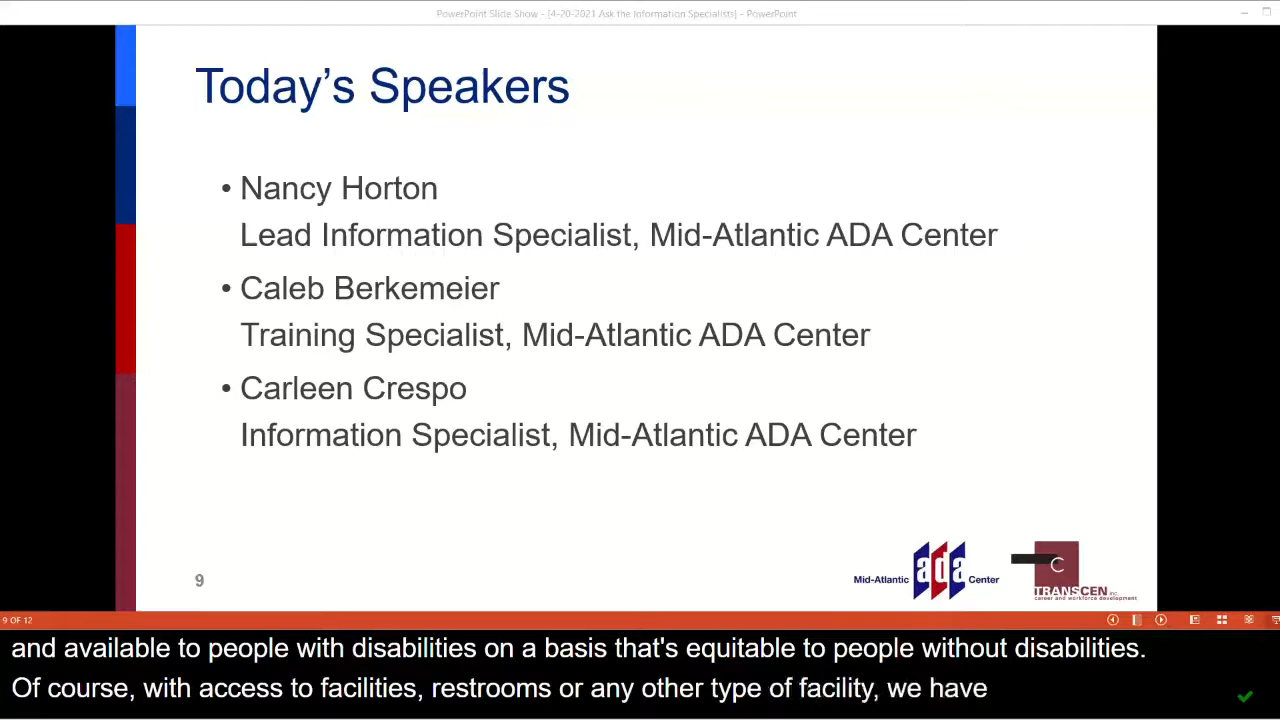 PowerPoint Slide Show - [4-20-2021 Ask the Information Specialists] - PowerPoint
Today's Speakers
• Nancy Horton
Lead Information Specialist, Mid-Atlantic ADA Center
• Caleb Berkemeier
Training Specialist, Mid-Atlantic ADA Center
• Carleen Crespo
Information Specialist, Mid-Atlantic ADA Center
9
Mid-Atlantic ada Center
C
TRANSCEN inc.
career and workforce development
9 OF 12
and available to people with disabilities on a basis that's equitable to people without disabilities.
Of course, with access to facilities, restrooms or any other type of facility, we have